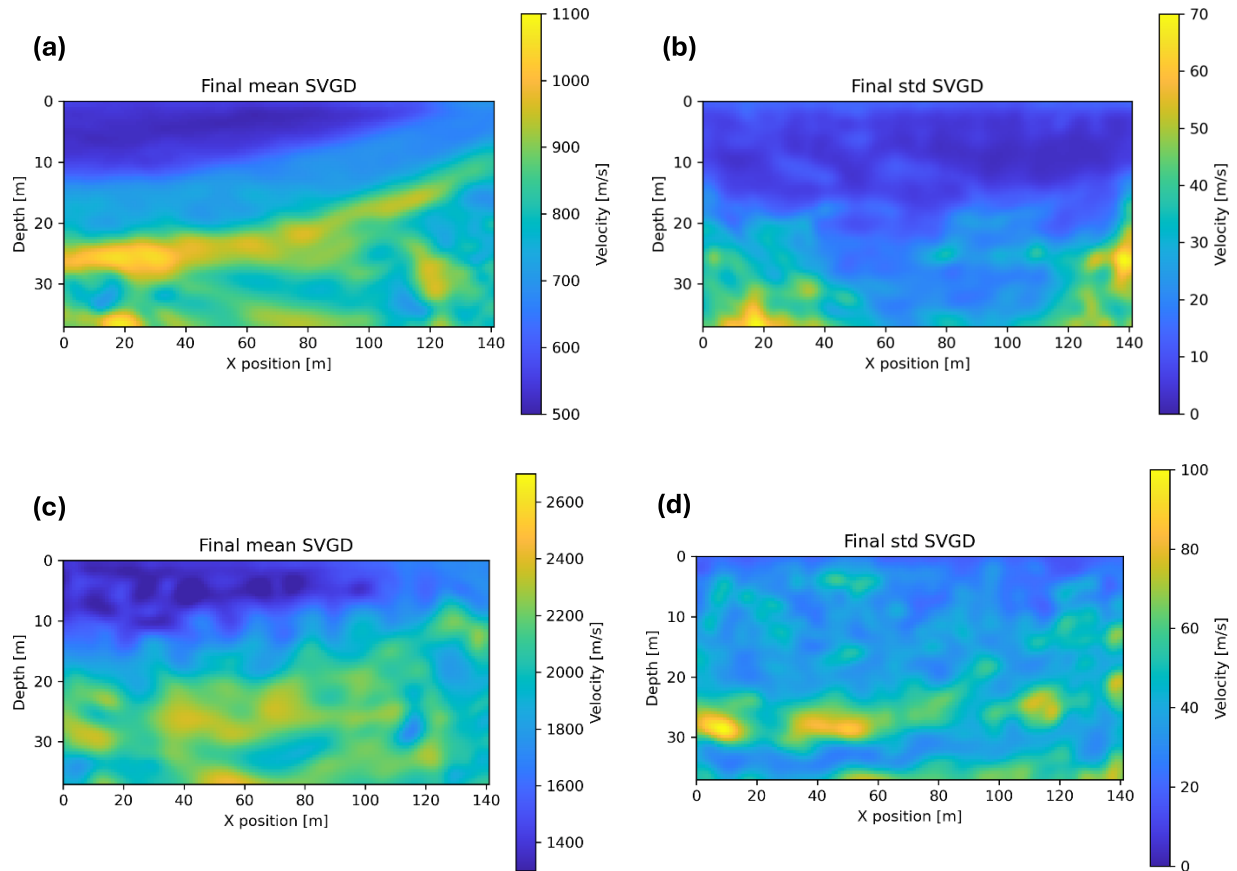 (a)
Final mean SVGD
0
10
20
30
Depth [m]
0 20 40 60 80 100 120 140
X position [m]
1100
1000
900
800
700
600
500
Velocity [m/s]
(b)
Final std SVGD
0
10
20
30
Depth [m]
0 20 40 60 80 100 120 140
X position [m]
70
60
50
40
30
20
10
0
Velocity [m/s]
(c)
Final mean SVGD
0
10
20
30
Depth [m]
0 20 40 60 80 100 120 140
X position [m]
2600
2400
2200
2000
1800
1600
1400
Velocity [m/s]
(d)
Final std SVGD
0
10
20
30
Depth [m]
0 20 40 60 80 100 120 140
X position [m]
100
80
60
40
20
0
Velocity [m/s]